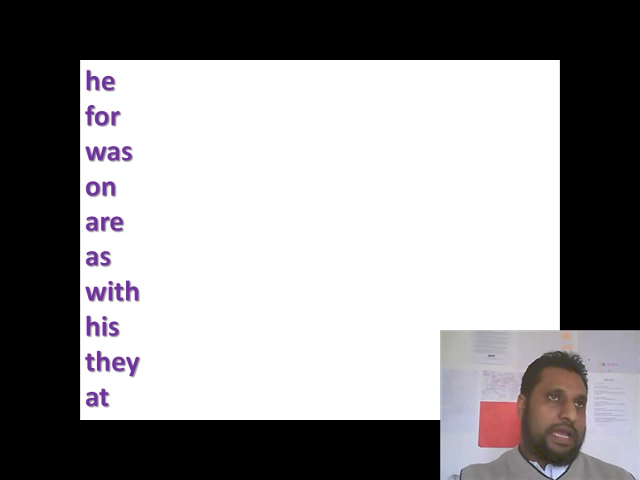 he
for
was
on
are
as
with
his
they
at